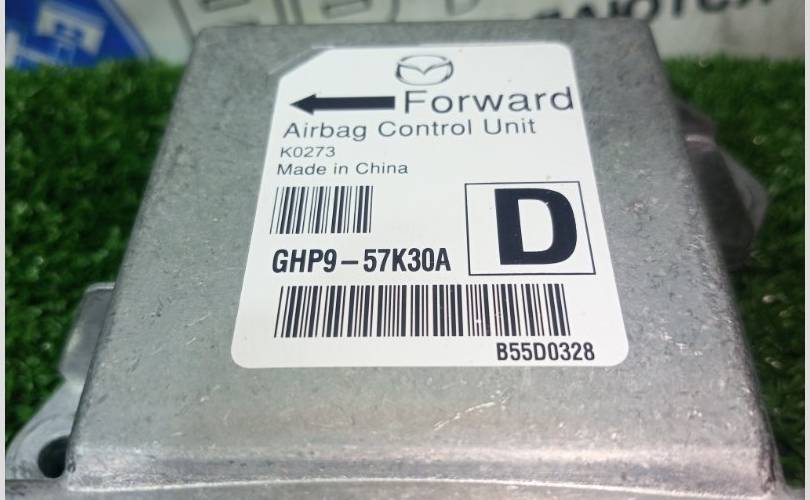 Forward
Airbag Control Unit
K0273
Made in China
D
GHP9-57K30A
B55D0328